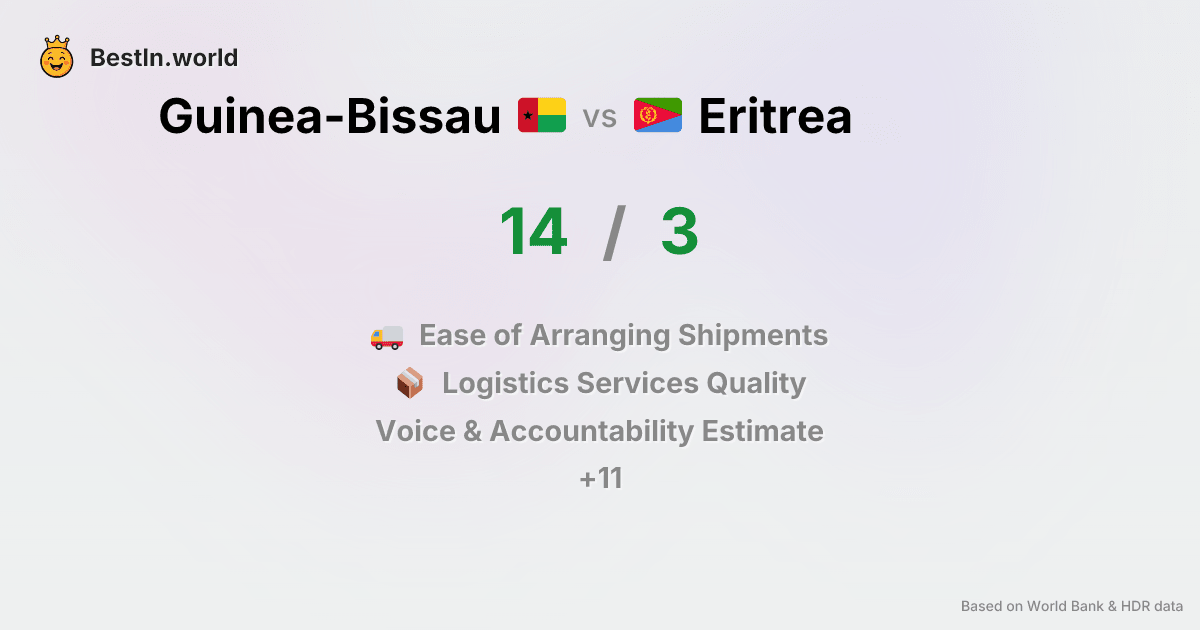 BestIn.world
Guinea-Bissau vs Eritrea
14 / 3
Ease of Arranging Shipments
Logistics Services Quality
Voice & Accountability Estimate
+11
Based on World Bank & HDR data